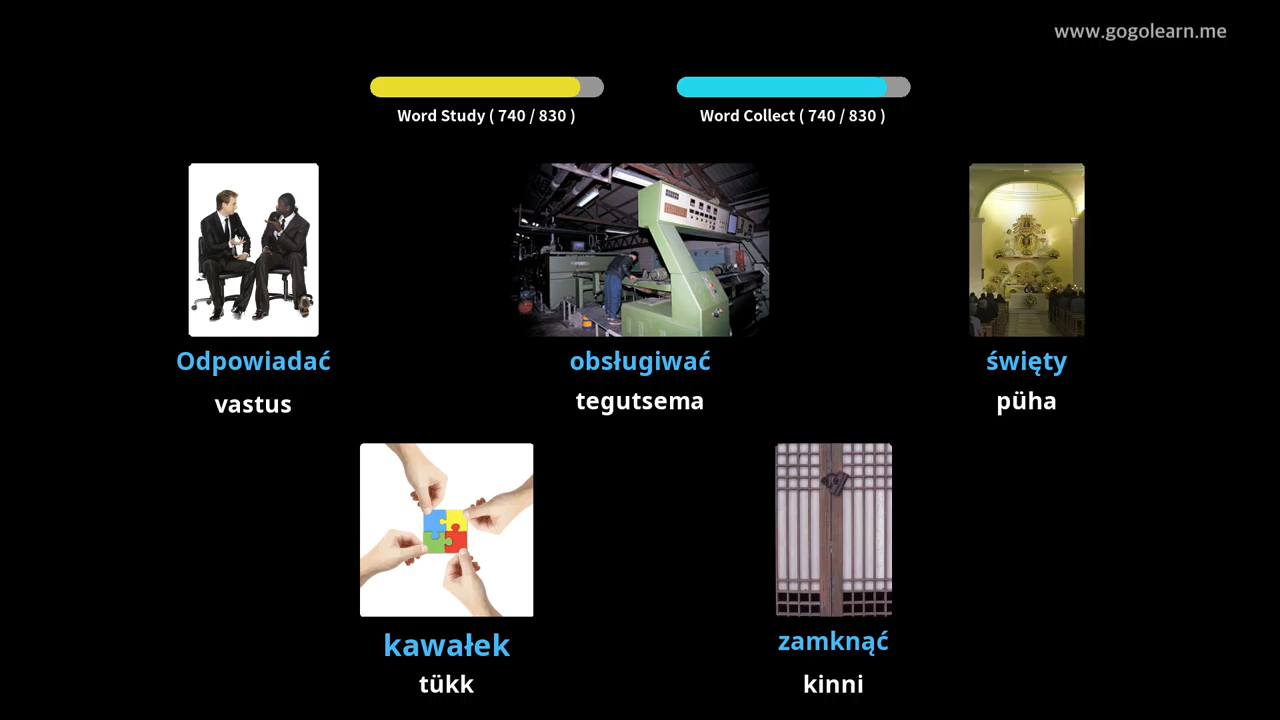 www.gogolearn.me
Word Study ( 740 / 830 )
Word Collect ( 740 / 830 )
Odpowiadać
vastus
obsługiwać
tegutsema
święty
püha
kawałek
tükk
zamknąć
kinni